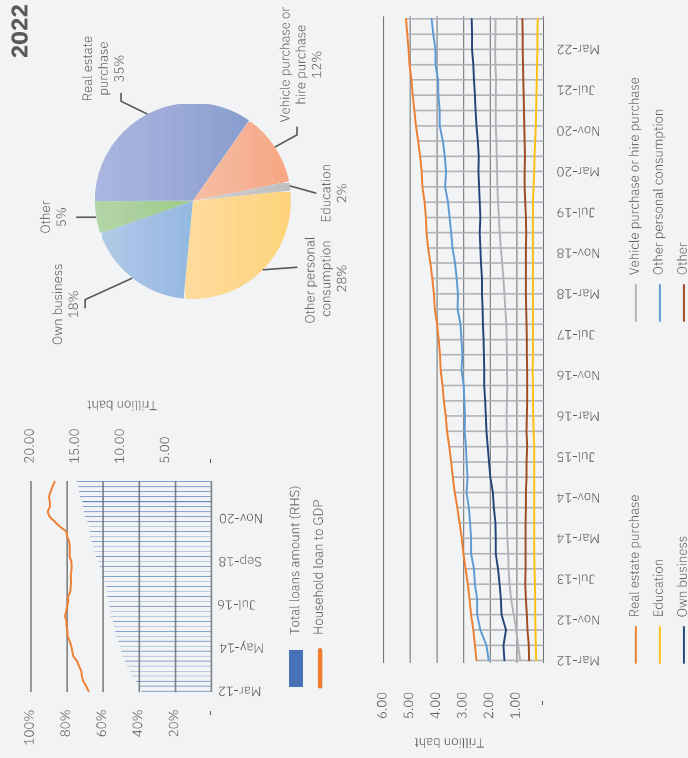 100%
80%
60%
40%
20%
-
20.00
15.00
10.00
5.00
-
Trillion baht
Mar-12
May-14
Jul-16
Sep-18
Nov-20
Total loans amount (RHS)
Household loan to GDP
2022
Real estate
purchase
35%
Vehicle purchase or
hire purchase
12%
Education
2%
Other personal
consumption
28%
Own business
18%
Other
5%
Trillion baht
6.00
5.00
4.00
3.00
2.00
1.00
-
Mar-12
Nov-12
Jul-13
Mar-14
Nov-14
Jul-15
Mar-16
Nov-16
Jul-17
Mar-18
Nov-18
Jul-19
Mar-20
Nov-20
Jul-21
Mar-22
Real estate purchase
Vehicle purchase or hire purchase
Education
Other personal consumption
Own business
Other